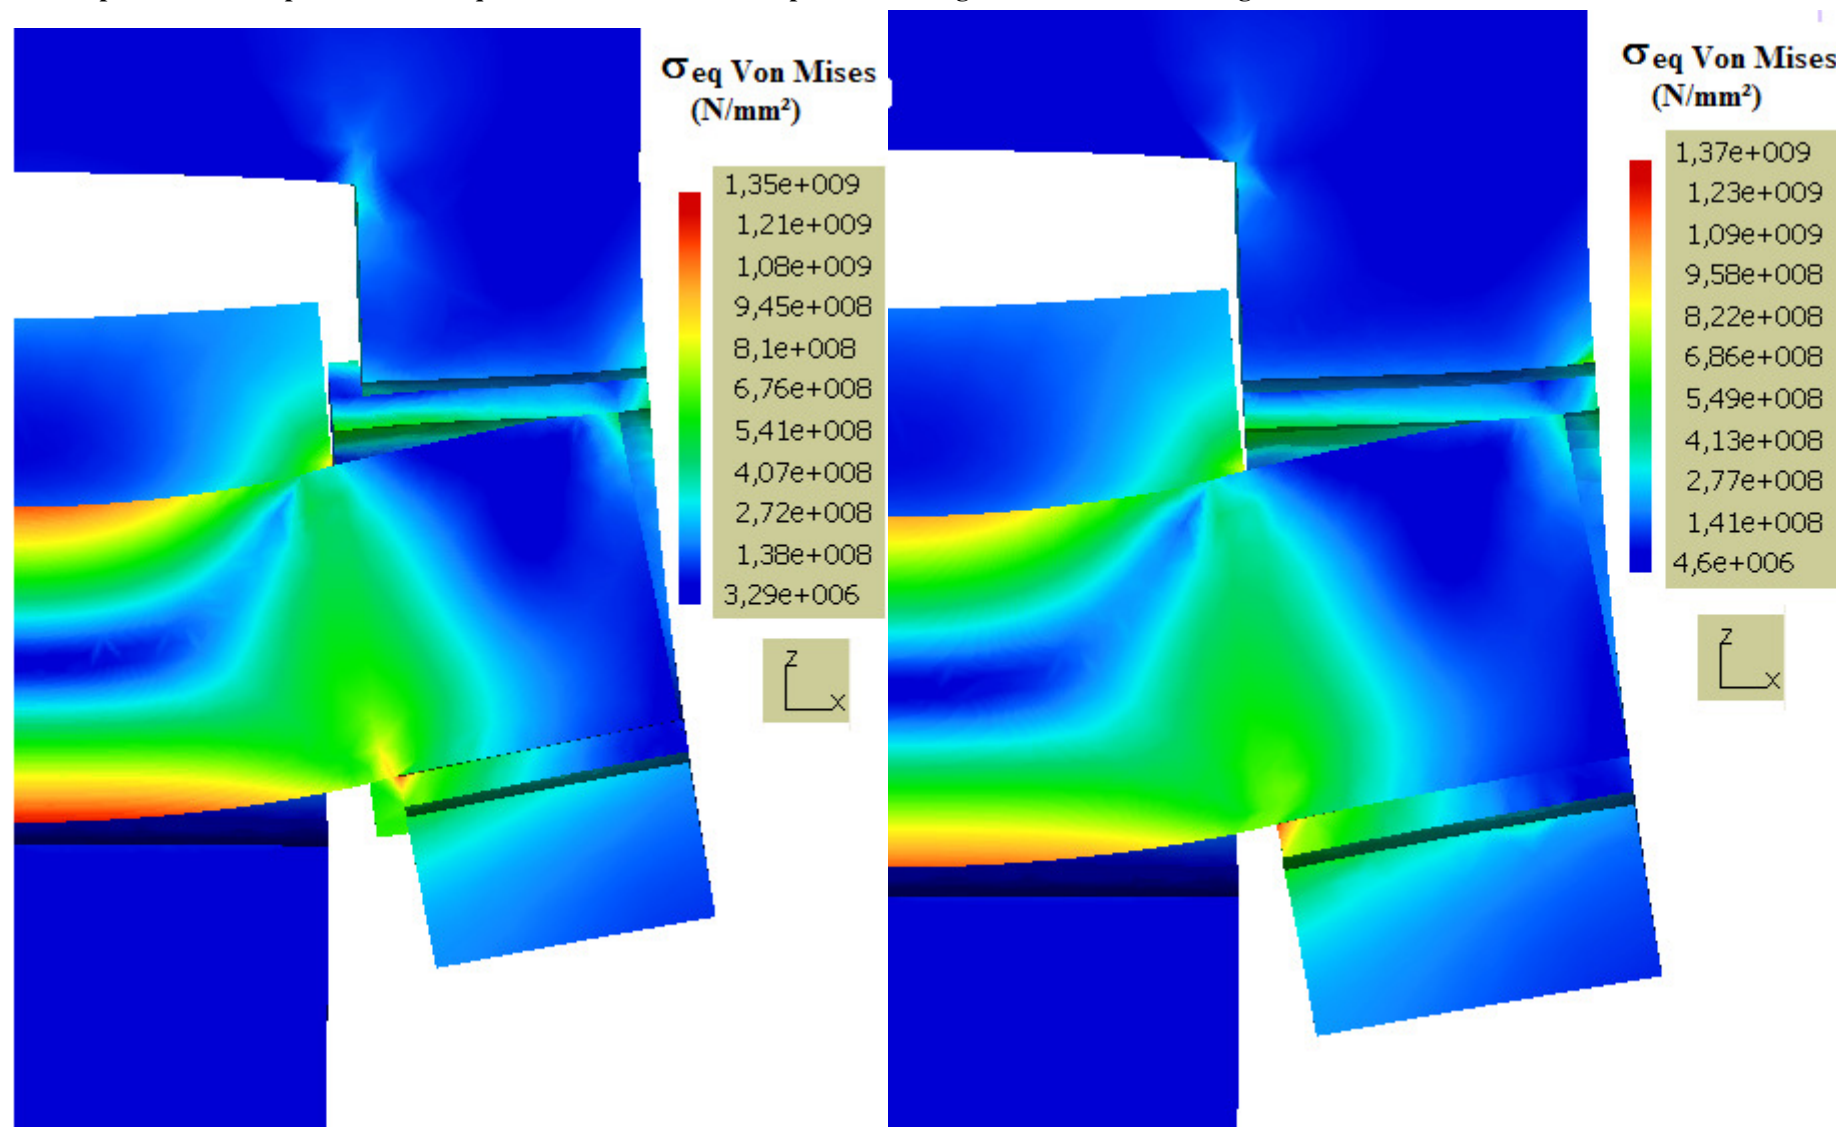 σeq Von Mises
(N/mm²)
1,35e+009
1,21e+009
1,08e+009
9,45e+008
8,1e+008
6,76e+008
5,41e+008
4,07e+008
2,72e+008
1,38e+008
3,29e+006
Z
X
σeq Von Mises
(N/mm²)
1,37e+009
1,23e+009
1,09e+009
9,58e+008
8,22e+008
6,86e+008
5,49e+008
4,13e+008
2,77e+008
1,41e+008
4,6e+006
Z
X